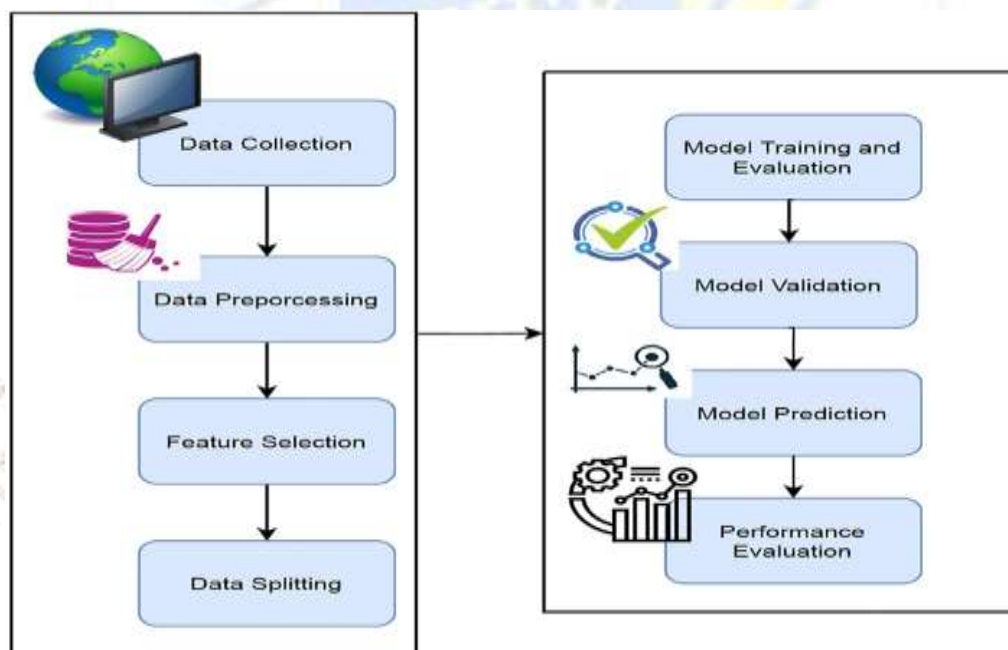 Data Collection
Data Preporcessing
Feature Selection
Data Splitting
Model Training and
Evaluation
Model Validation
Model Prediction
Performance
Evaluation